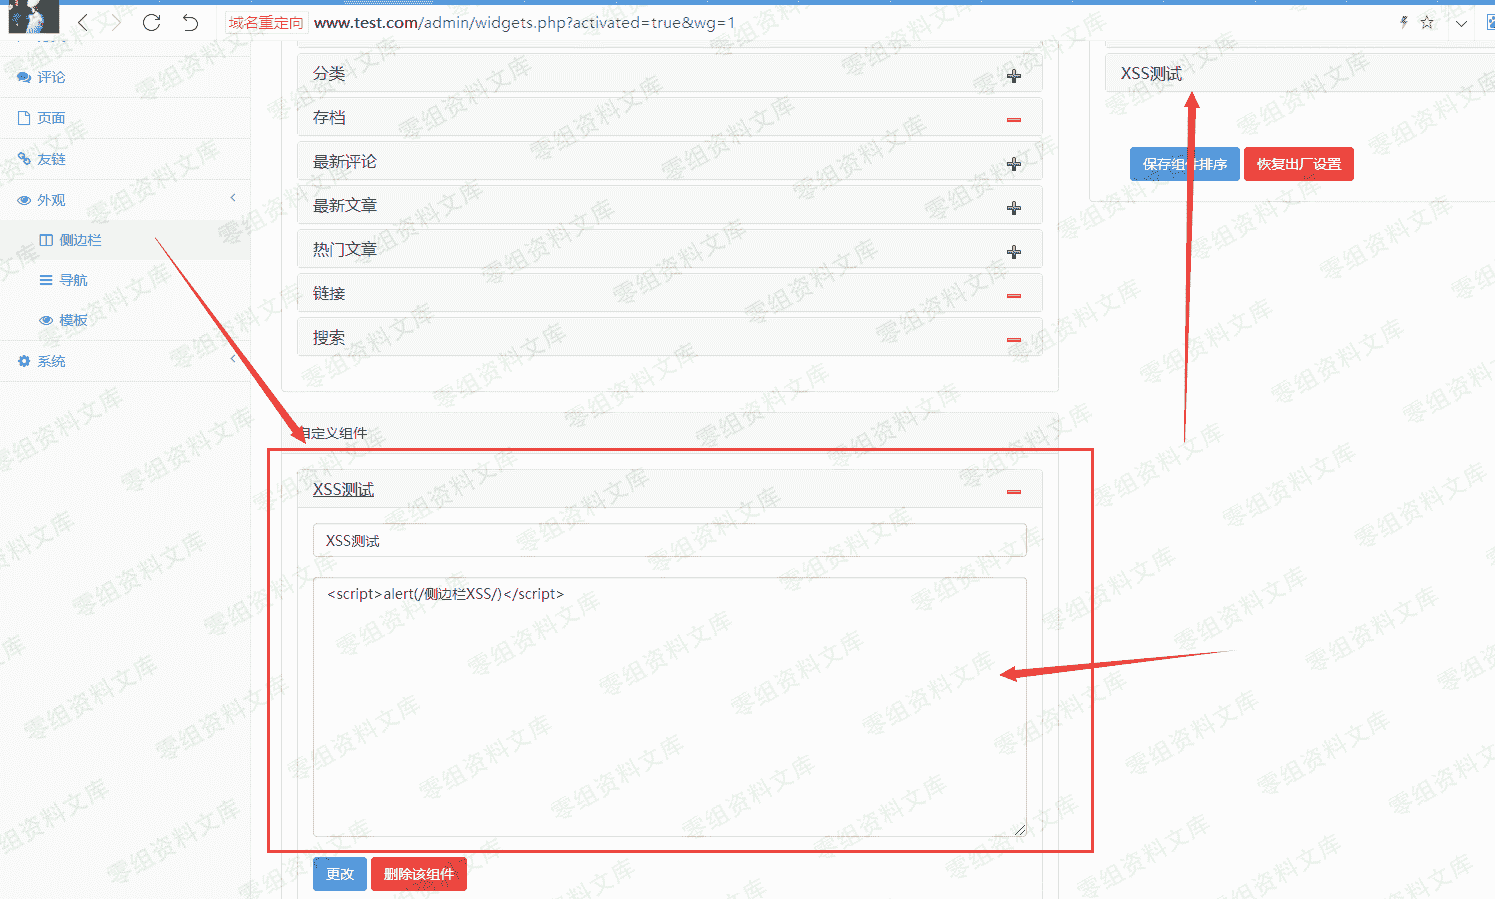 域名重定向 www.test.com/admin/widgets.php?activated=true&wg=1
评论
页面
友链
外观
侧边栏
导航
模板
系统
分类
存档
最新评论
最新文章
热门文章
链接
搜索
自定义组件
XSS测试
XSS测试
<script>alert(/侧边栏XSS/)</script>
更改 删除该组件
XSS测试
保存组件排序 恢复出厂设置
零组资料文库